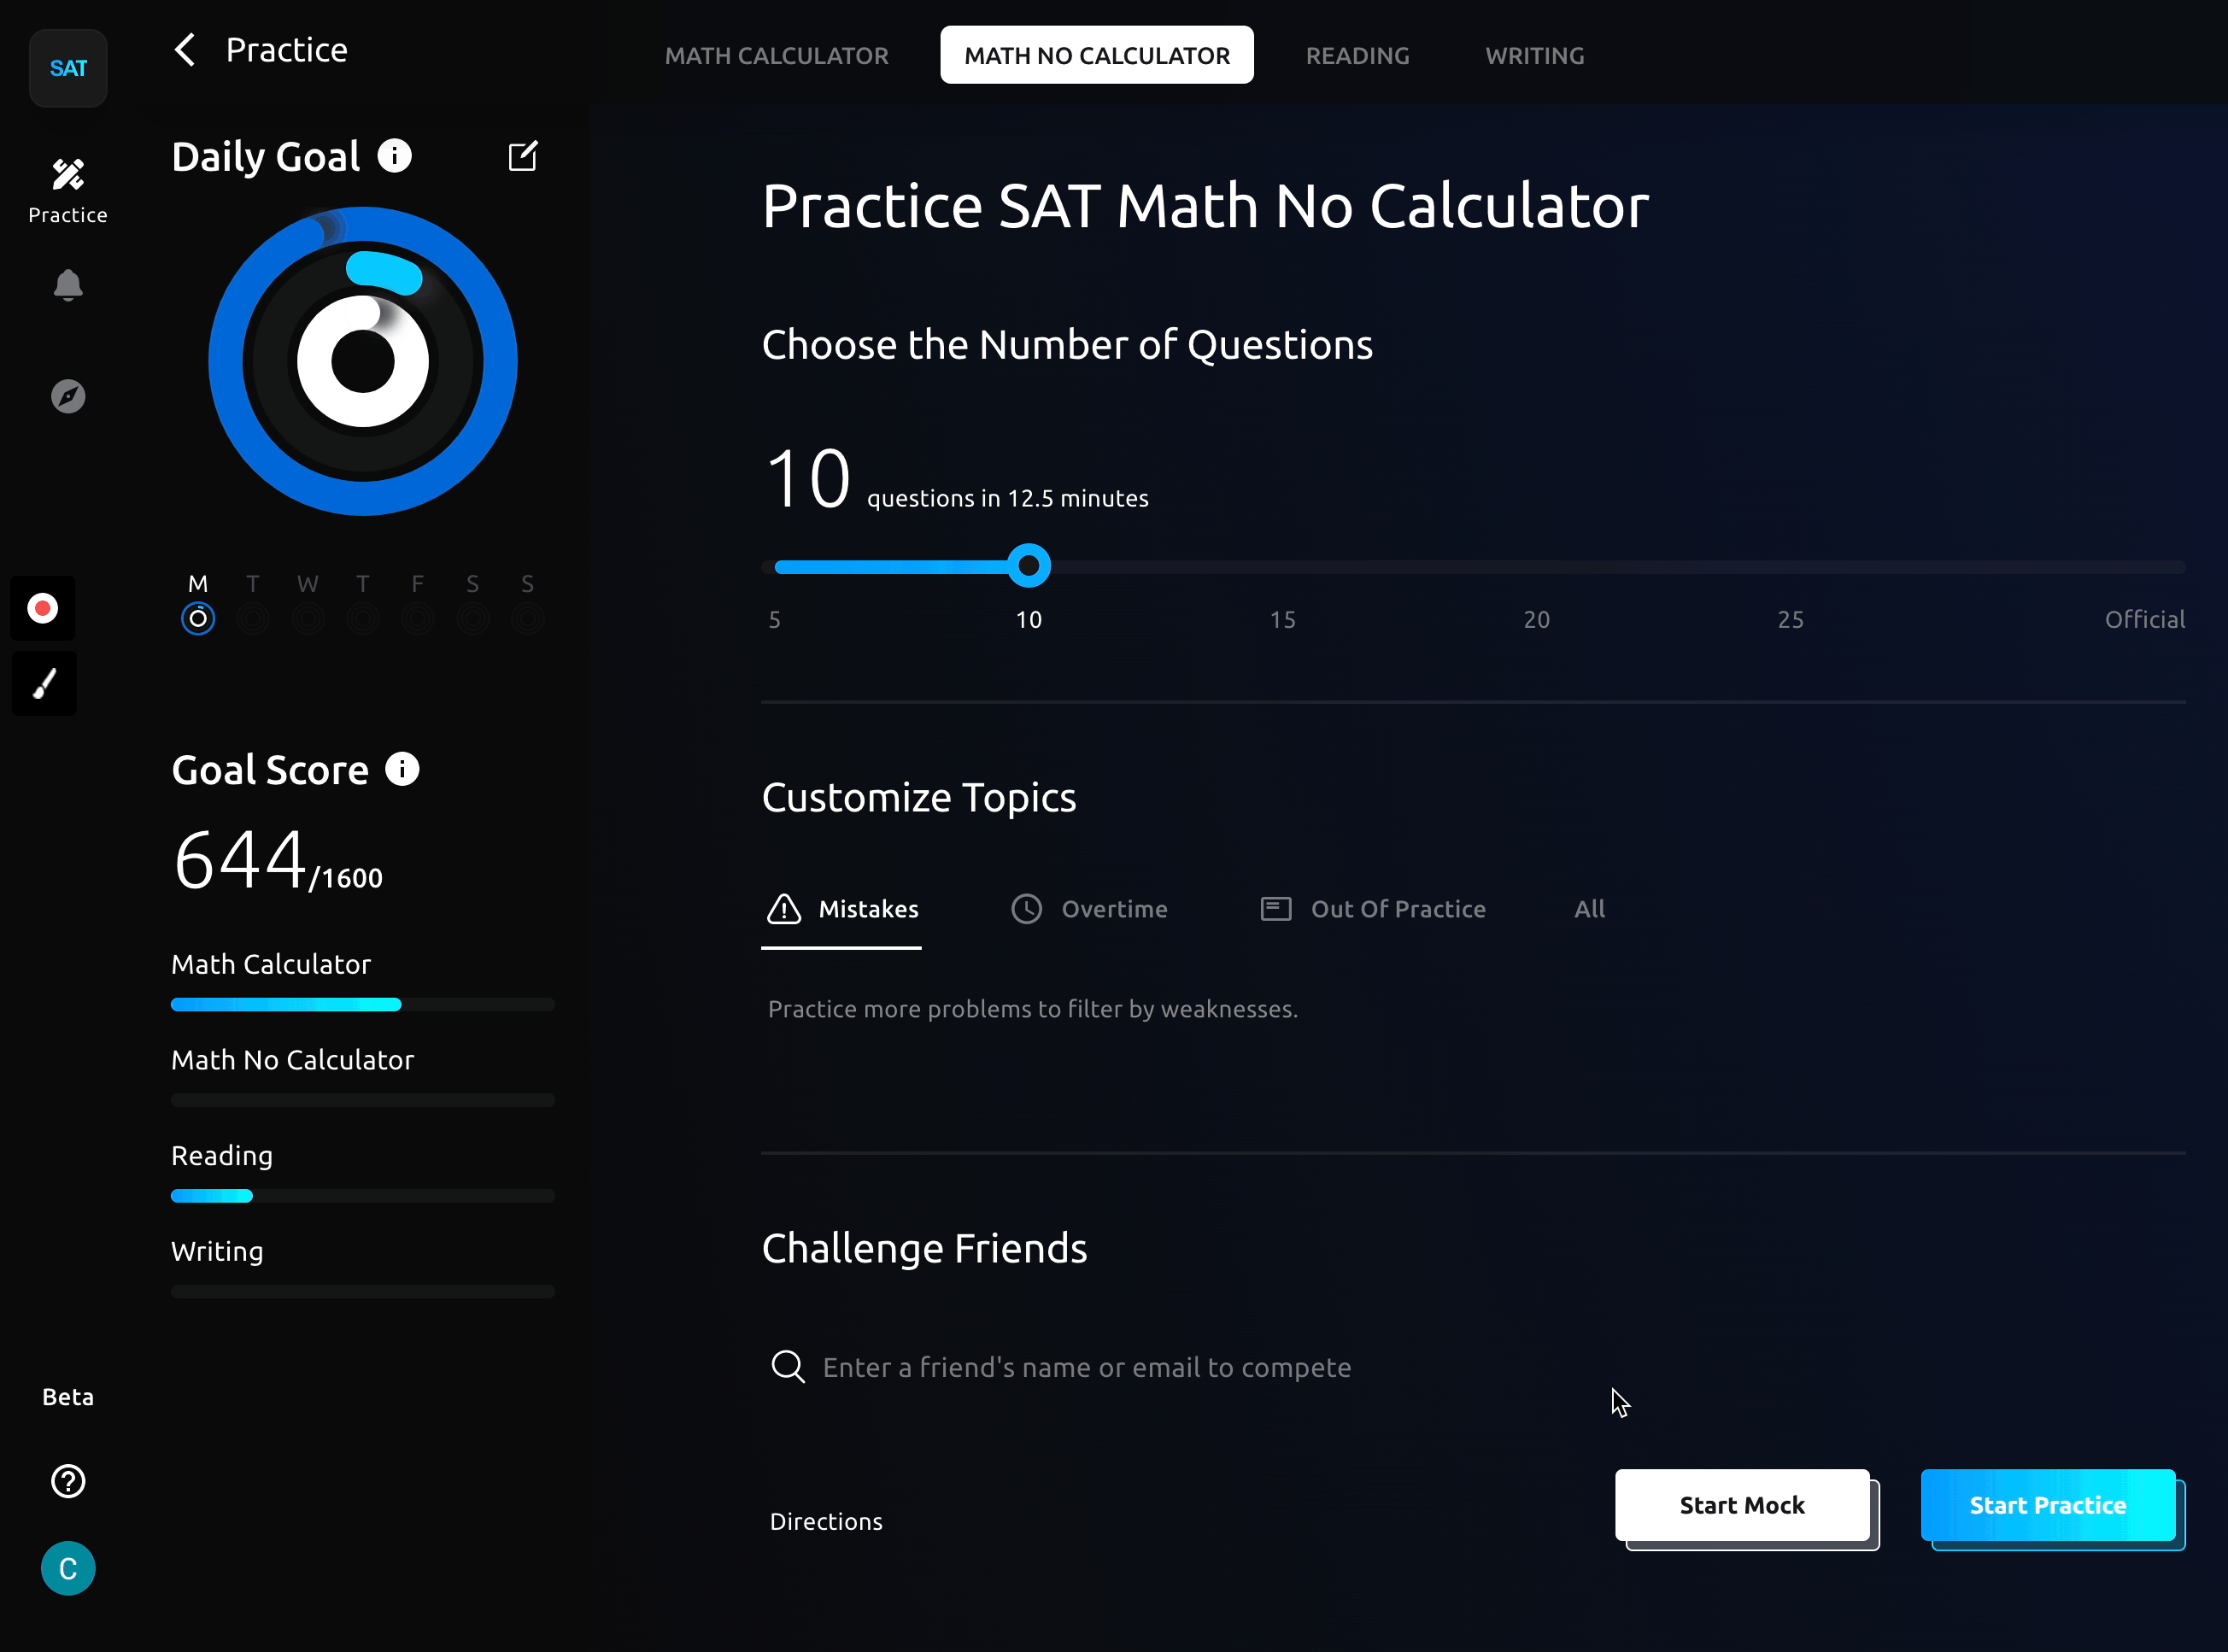 SAT
Practice
Beta
C
Practice
Daily Goal
M T W T F S S
Goal Score
644/1600
Math Calculator
Math No Calculator
Reading
Writing
MATH CALCULATOR MATH NO CALCULATOR READING WRITING
Practice SAT Math No Calculator
Choose the Number of Questions
10 questions in 12.5 minutes
5 10 15 20 25 Official
Customize Topics
Mistakes Overtime Out Of Practice All
Practice more problems to filter by weaknesses.
Challenge Friends
Enter a friend's name or email to compete
Directions Start Mock Start Practice